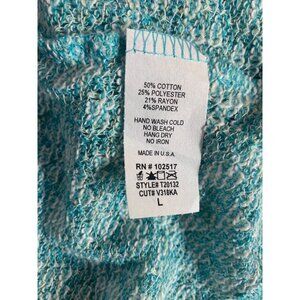 50% COTTON
25% POLYESTER
21% RAYON
4%SPANDEX
HAND WASH COLD
NO BLEACH
HANG DRY
NO IRON
MADE IN U.S.A.
RN # 102517
STYLE# T20132
CUT# V318KA
L